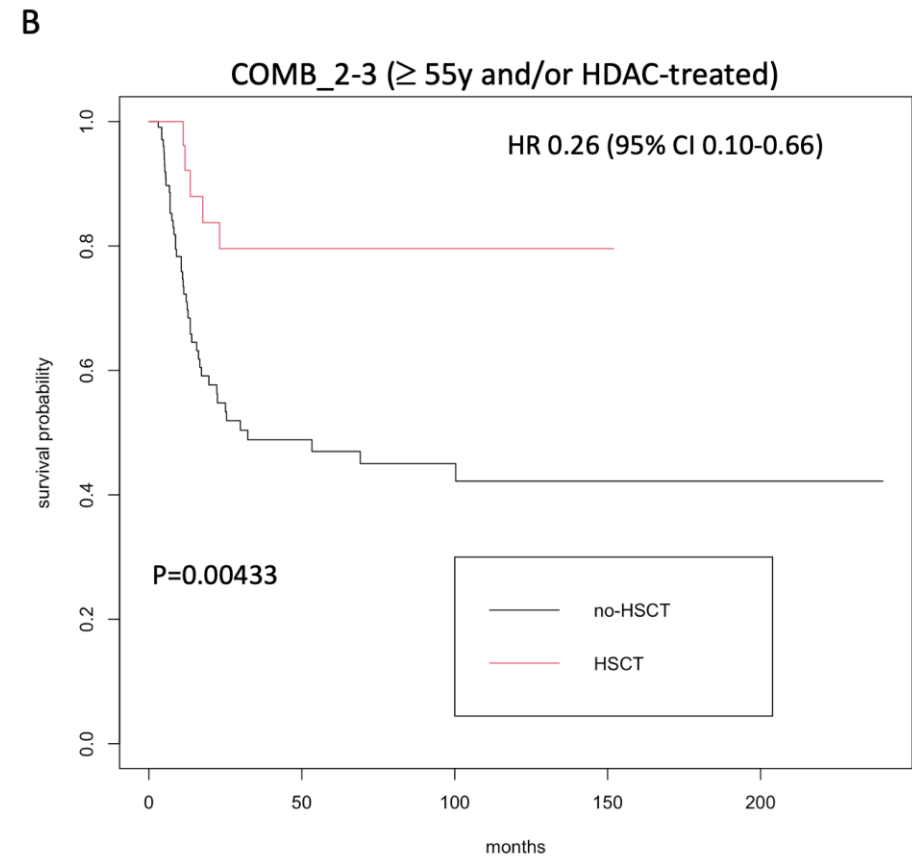 B
COMB_2-3 (≥ 55y and/or HDAC-treated)
HR 0.26 (95% CI 0.10-0.66)
survival probability
1.0
0.8
0.6
0.4
0.2
0.0
P=0.00433
no-HSCT
HSCT
0 50 100 150 200
months